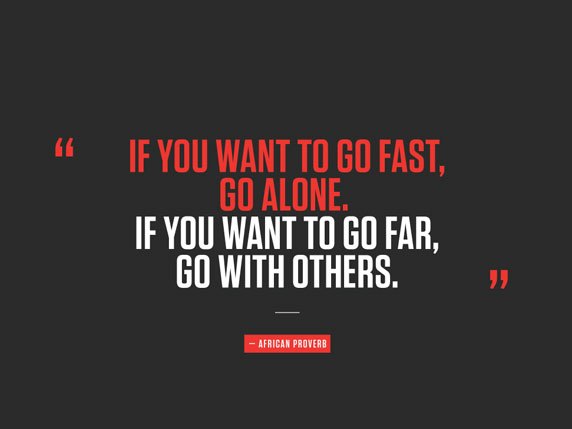 “ IF YOU WANT TO GO FAST,
GO ALONE.
IF YOU WANT TO GO FAR,
GO WITH OTHERS. ”
— AFRICAN PROVERB